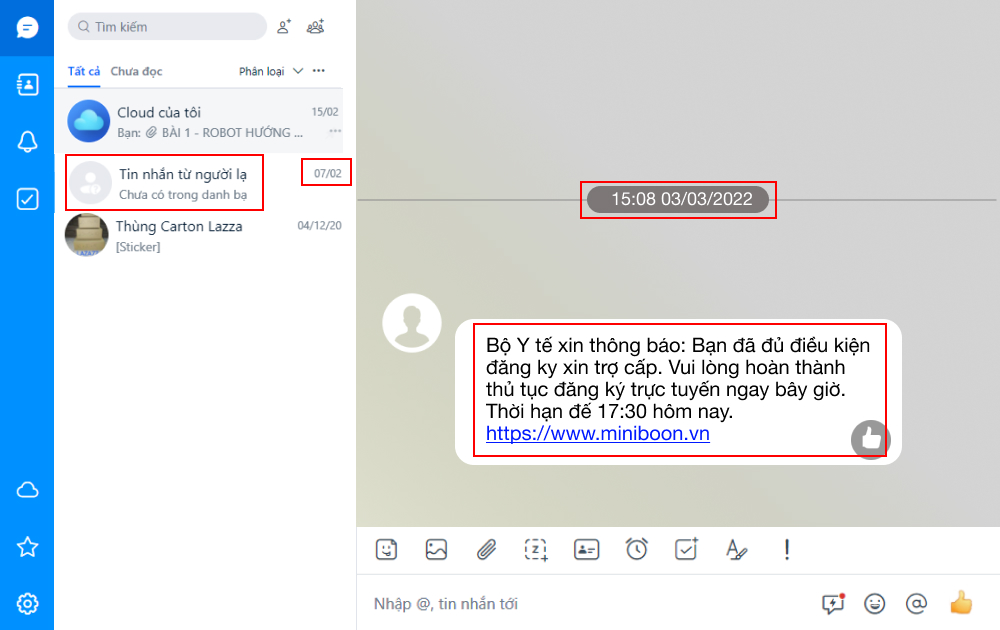 Tìm kiếm
Tất cả Chưa đọc Phân loại
Cloud của tôi 15/02
Bạn: BÀI 1 - ROBOT HƯỚNG ...
Tin nhắn từ người lạ 07/02
Chưa có trong danh bạ
Thùng Carton Lazza 04/12/20
[Sticker]
15:08 03/03/2022
Bộ Y tế xin thông báo: Bạn đã đủ điều kiện
đăng ky xin trợ cấp. Vui lòng hoàn thành
thủ tục đăng ký trực tuyến ngay bây giờ.
Thời hạn đế 17:30 hôm nay.
https://www.miniboon.vn
Nhập @, tin nhắn tới